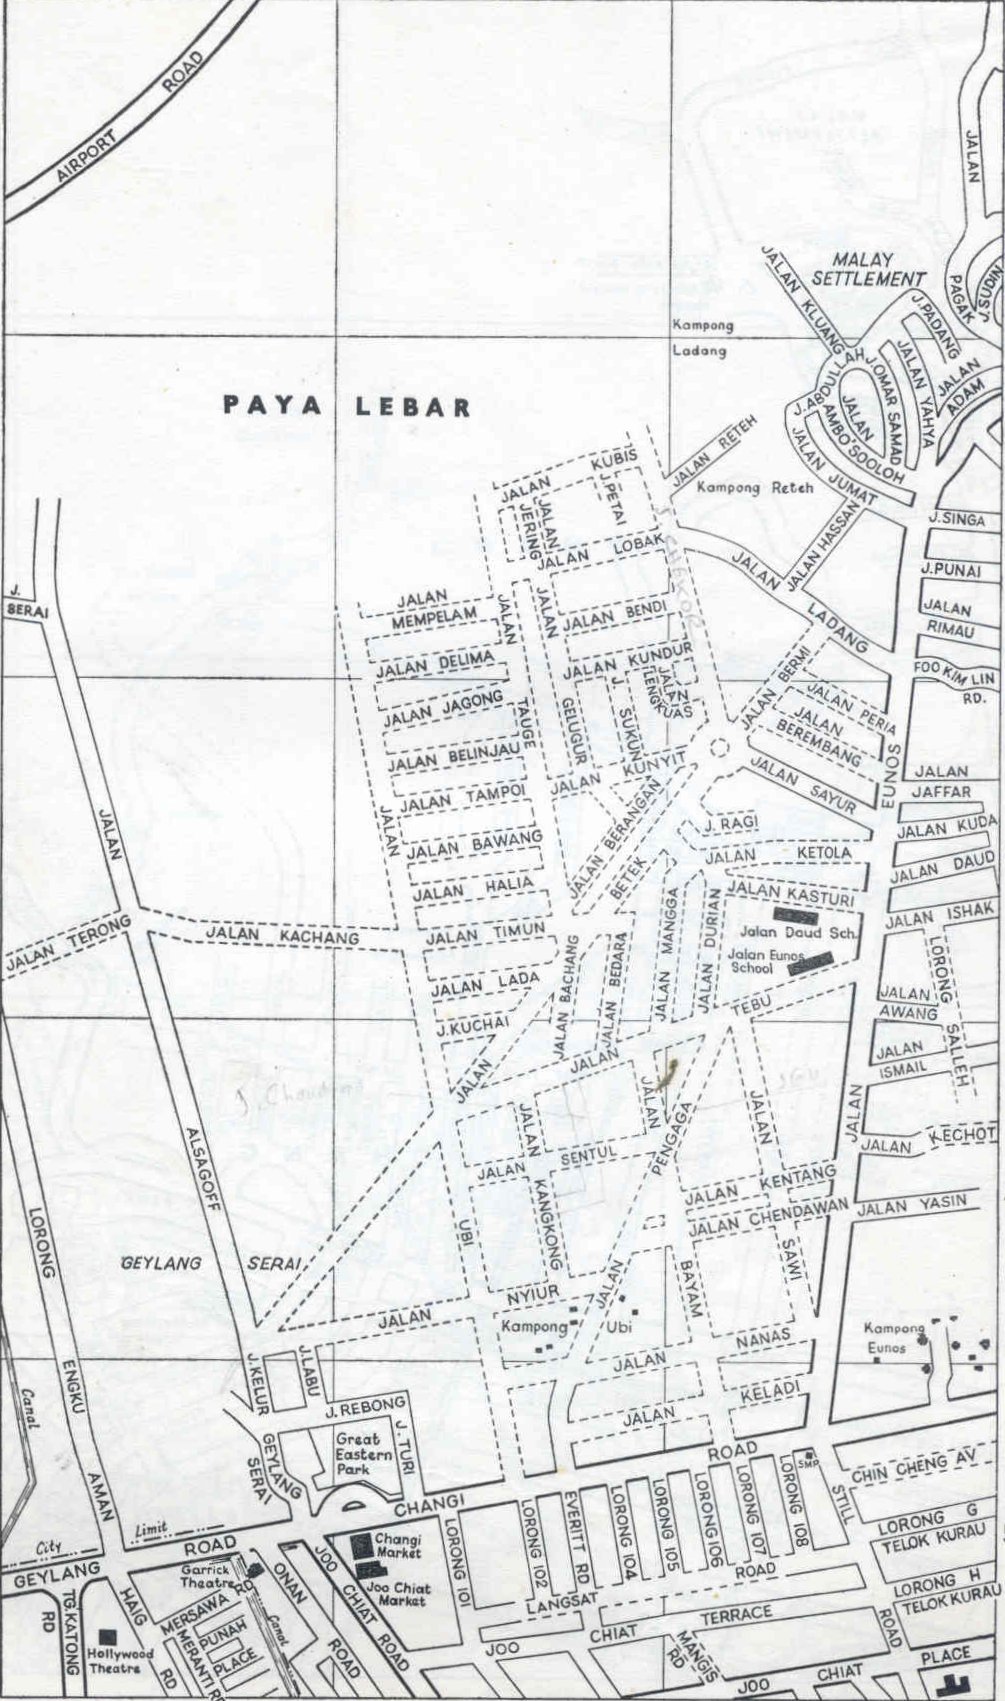 AIRPORT ROAD
JALAN
MALAY
SETTLEMENT
JALAN KLUANG
J. PADANG
PAGAK
J. SUDIN
Kampong
Ladang
PAYA LEBAR
J. ABDULLAH
J. OMAR SAMAD
JALAN YAHYA
JALAN
ADAM
JALAN
AMBO' SOOLOH
JALAN RETEH
Kampong Reteh
JALAN JUMAT
JALAN HASSAN
J. SINGA
J. PUNAI
JALAN
RIMAU
FOO KIM LIN
RD.
JALAN KUBIS
J. PETAI
JALAN
JERING
JALAN LOBAK
JALAN LADANG
J.
BERAI
JALAN
MEMPELAM
JALAN BENDI
JALAN DELIMA
JALAN KUNDUR
JALAN
LENGKUAS
J. SUKUN
JALAN GELUGUR
JALAN TAUGE
JALAN BERMI
JALAN PERIA
JALAN
BEREMBANG
JALAN JAGONG
JALAN BELINJAU
JALAN KUNYIT
JALAN SAYUR
JALAN TAMPOI
JALAN BERANGAN
JALAN
JAFFAR
JALAN EUNOS
J. RAGI
JALAN KUDA
JALAN BAWANG
JALAN KETOLA
JALAN DAUD
JALAN HALIA
BETEK
JALAN KASTURI
JALAN ISHAK
JALAN TERONG
JALAN KACHANG
JALAN TIMUN
JALAN MANGGA
JALAN DURIAN
Jalan Daud Sch.
Jalan Eunos
School
LORONG SALLEH
JALAN LADA
JALAN BACHANG
JALAN BEDARA
JALAN
AWANG
J. KUCHAI
JALAN TEBU
JALAN
ISMAIL
JALAN
J. Chandana
JALAN
JALAN
JALAN KECHOT
JALAN ALSAGOFF
JALAN SENTUL
PENGAGA
JALAN KENTANG
JALAN CHENDAWAN
JALAN YASIN
JALAN KANGKONG
UBI
SAWI
BAYAM
GEYLANG SERAI
JALAN NYIUR
JALAN
Kampong Ubi
JALAN NANAS
Kampong
Eunos
LORONG ENGKU AMAN
J. KELUR
J. LABU
J. REBONG
J. TURI
JALAN KELADI
Great
Eastern
Park
GEYLANG
SERAI
Canal
CHANGI ROAD
SMP
CHIN CHENG AV
City Limit
Changi
Market
Joo Chiat
Market
LORONG 101
LORONG 102
EVERITT RD
LORONG 104
LORONG 105
LORONG 106
LORONG 107
LORONG 108
STILL ROAD
LORONG G
TELOK KURAU
LORONG H
TELOK KURAU
GEYLANG ROAD
Garrick
Theatre
LANGSAT ROAD
TG KATONG
RD
HAIG RD
MERSAWA RD
PUNAH
PLACE
MERANTI RD
Canal
ONAN ROAD
JOO CHIAT ROAD
JOO CHIAT TERRACE
MANGIS
RD
JOO CHIAT PLACE
Hollywood
Theatre